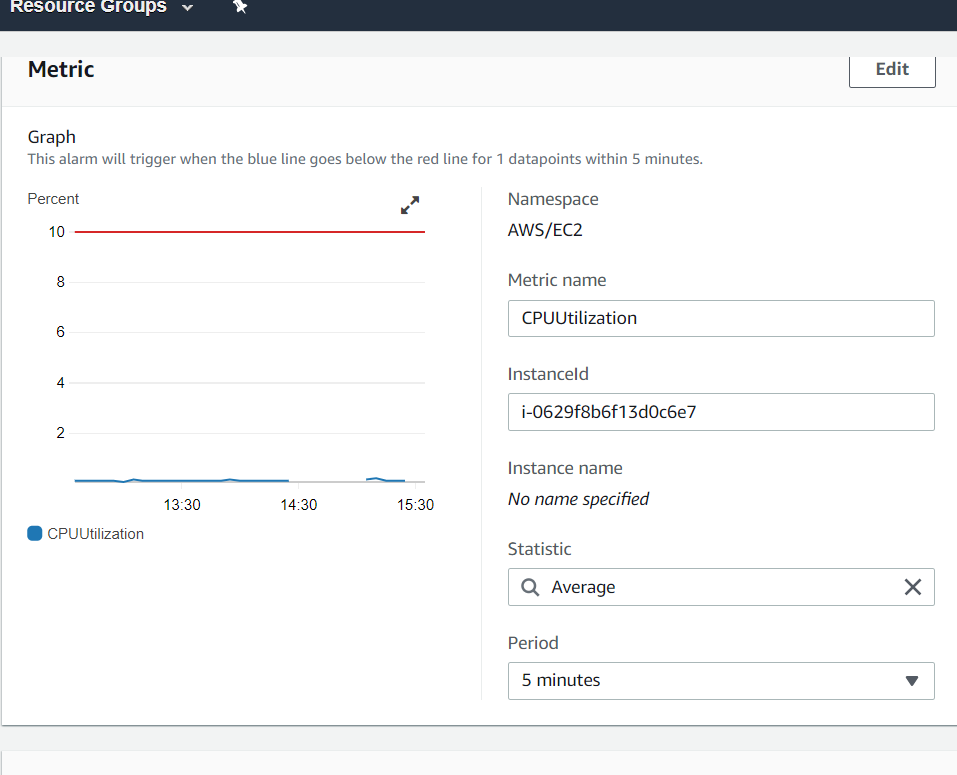 Resource Groups
Metric
Edit
Graph
This alarm will trigger when the blue line goes below the red line for 1 datapoints within 5 minutes.
Percent
10
8
6
4
2
13:30
14:30
15:30
CPUUtilization
Namespace
AWS/EC2
Metric name
CPUUtilization
InstanceId
i-0629f8b6f13d0c6e7
Instance name
No name specified
Statistic
Average
Period
5 minutes